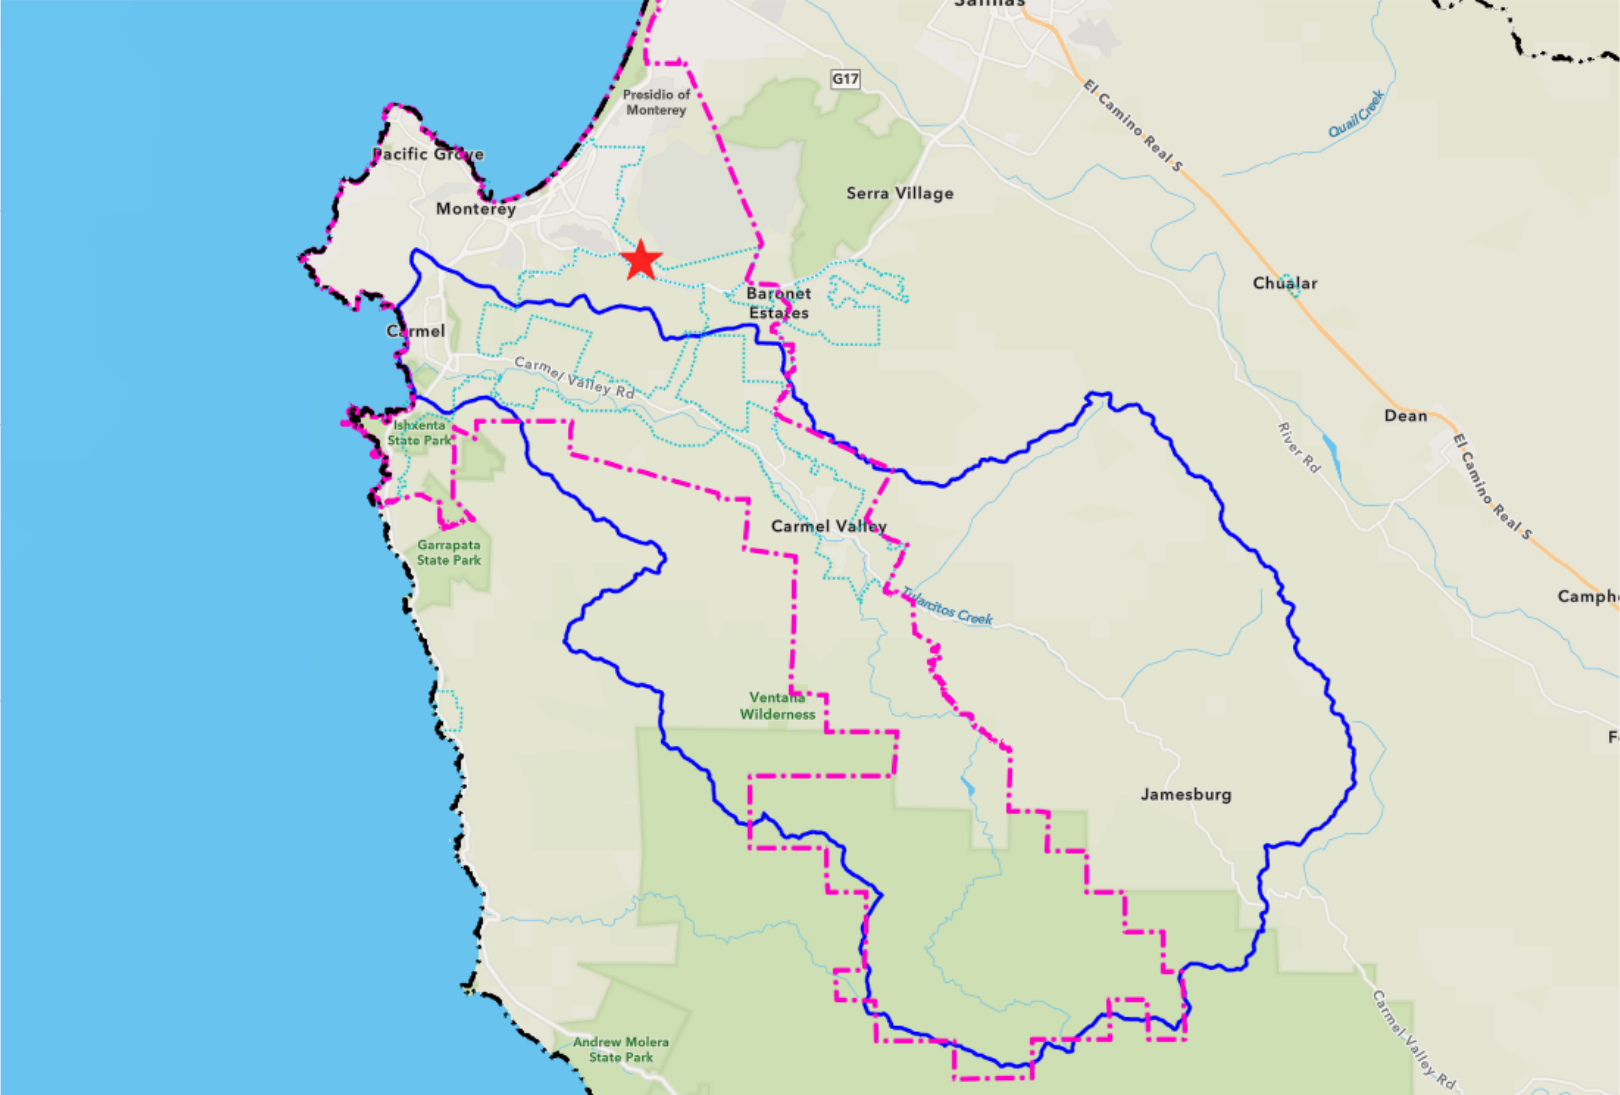 Salinas
G17
Presidio of
Monterey
El Camino Real S
Quail Creek
Pacific Grove
Serra Village
Monterey
Chualar
Baronet
Estates
Carmel
Carmel Valley Rd
Dean
Ishxenta
State Park
River Rd
El Camino Real S
Carmel Valley
Garrapata
State Park
Tularcitos Creek
Camph
Ventana
Wilderness
F
Jamesburg
Carmel Valley Rd
Andrew Molera
State Park